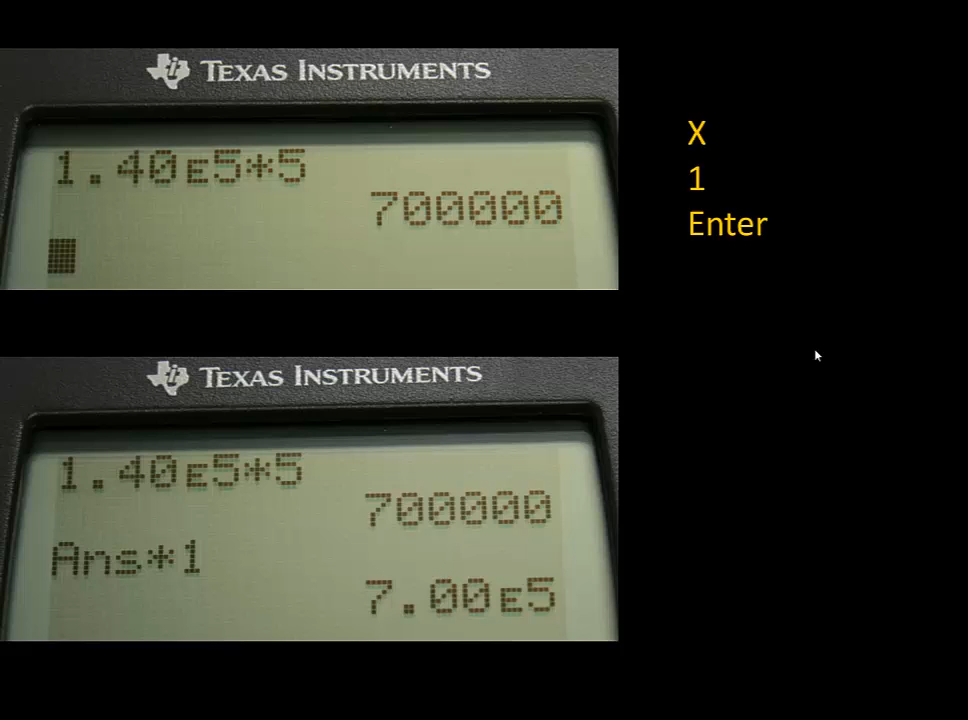 TEXAS INSTRUMENTS
1.40E5*5
700000
X
1
Enter
TEXAS INSTRUMENTS
1.40E5*5
700000
Ans*1
7.00E5